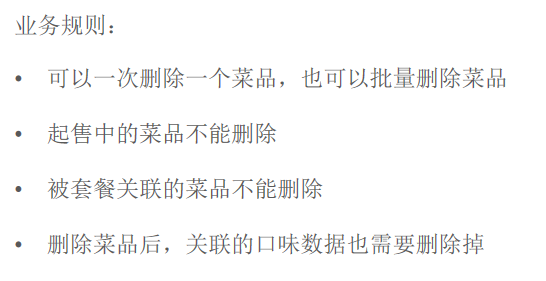 业务规则：
• 可以一次删除一个菜品，也可以批量删除菜品
• 起售中的菜品不能删除
• 被套餐关联的菜品不能删除
• 删除菜品后，关联的口味数据也需要删除掉